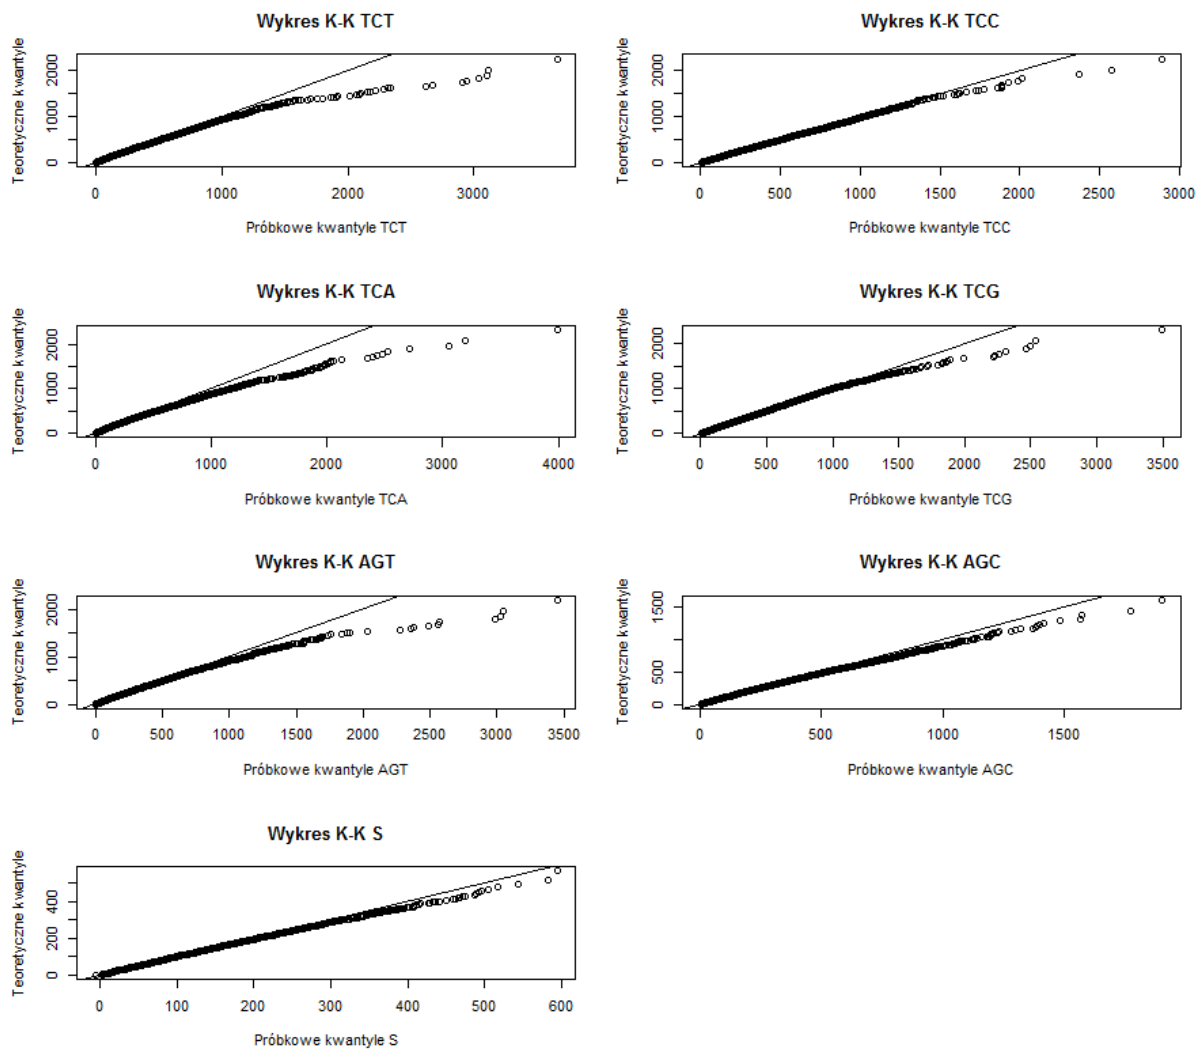 Wykres K-K TCT
Teoretyczne kwantyle
0 1000 2000
0 1000 2000 3000
Próbkowe kwantyle TCT
Wykres K-K TCC
Teoretyczne kwantyle
0 1000 2000
0 500 1000 1500 2000 2500 3000
Próbkowe kwantyle TCC
Wykres K-K TCA
Teoretyczne kwantyle
0 1000 2000
0 1000 2000 3000 4000
Próbkowe kwantyle TCA
Wykres K-K TCG
Teoretyczne kwantyle
0 1000 2000
0 500 1000 1500 2000 2500 3000 3500
Próbkowe kwantyle TCG
Wykres K-K AGT
Teoretyczne kwantyle
0 1000 2000
0 500 1000 1500 2000 2500 3000 3500
Próbkowe kwantyle AGT
Wykres K-K AGC
Teoretyczne kwantyle
0 500 1500
0 500 1000 1500
Próbkowe kwantyle AGC
Wykres K-K S
Teoretyczne kwantyle
0 200 400
0 100 200 300 400 500 600
Próbkowe kwantyle S